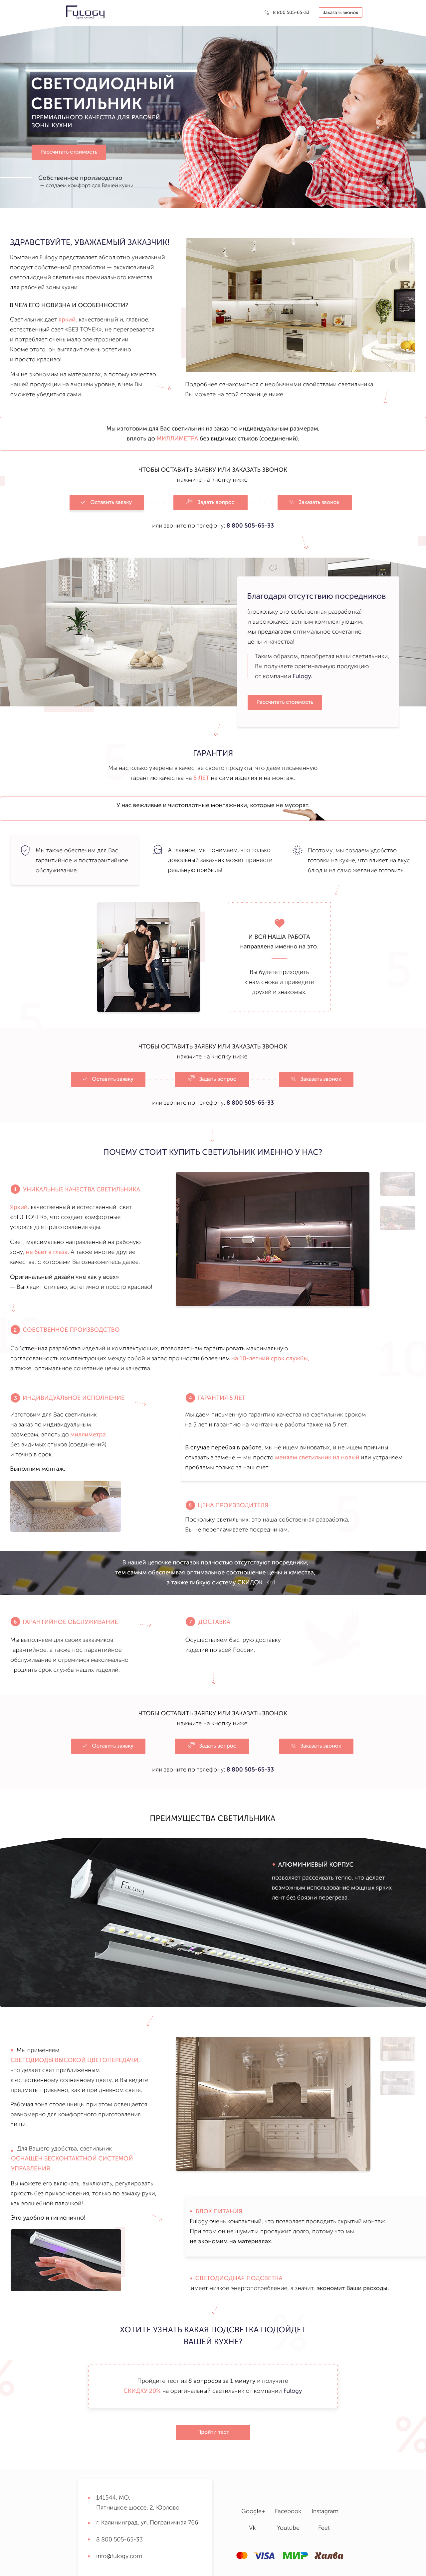 Fulogy
8 800 505-65-33
Заказать звонок
СВЕТОДИОДНЫЙ
СВЕТИЛЬНИК
ПРЕМИАЛЬНОГО КАЧЕСТВА ДЛЯ РАБОЧЕЙ
ЗОНЫ КУХНИ
Рассчитать стоимость
Собственное производство
— создаем комфорт для Вашей кухни
ЗДРАВСТВУЙТЕ, УВАЖАЕМЫЙ ЗАКАЗЧИК!
Компания Fulogy представляет абсолютно уникальный
продукт собственной разработки — эксклюзивный
светодиодный светильник премиального качества
для рабочей зоны кухни.
В ЧЕМ ЕГО НОВИЗНА И ОСОБЕННОСТИ?
Светильник дает яркий, качественный и, главное,
естественный свет «БЕЗ ТОЧЕК», не перегревается
и потребляет очень мало электроэнергии.
Кроме этого, он выглядит очень эстетично
и просто красиво!
Мы не экономим на материалах, а потому качество
нашей продукции на высшем уровне, в чем Вы
сможете убедиться сами.
Подробнее ознакомиться с необычными свойствами светильника
Вы можете на этой странице ниже.
Мы изготовим для Вас светильник на заказ по индивидуальным размерам,
вплоть до МИЛЛИМЕТРА без видимых стыков (соединений).
ЧТОБЫ ОСТАВИТЬ ЗАЯВКУ ИЛИ ЗАКАЗАТЬ ЗВОНОК
нажмите на кнопку ниже:
Оставить заявку
Задать вопрос
Заказать звонок
или звоните по телефону: 8 800 505-65-33
Благодаря отсутствию посредников
(поскольку это собственная разработка)
и высококачественным комплектующим,
мы предлагаем оптимальное сочетание
цены и качества!
Таким образом, приобретая наши светильники,
Вы получаете оригинальную продукцию
от компании Fulogy.
Рассчитать стоимость
5
ГАРАНТИЯ
Мы настолько уверены в качестве своего продукта, что даем письменную
гарантию качества на 5 ЛЕТ на сами изделия и на монтаж.
У нас вежливые и чистоплотные монтажники, которые не мусорят.
Мы также обеспечим для Вас
гарантийное и постгарантийное
обслуживание.
А главное, мы понимаем, что только
довольный заказчик может принести
реальную прибыль!
Поэтому, мы создаем удобство
готовки на кухне, что влияет на вкус
блюд и на само желание готовить.
И ВСЯ НАША РАБОТА
направлена именно на это.
Вы будете приходить
к нам снова и приведете
друзей и знакомых.
5
5
ЧТОБЫ ОСТАВИТЬ ЗАЯВКУ ИЛИ ЗАКАЗАТЬ ЗВОНОК
нажмите на кнопку ниже:
Оставить заявку
Задать вопрос
Заказать звонок
или звоните по телефону: 8 800 505-65-33
ПОЧЕМУ СТОИТ КУПИТЬ СВЕТИЛЬНИК ИМЕННО У НАС?
1 УНИКАЛЬНЫЕ КАЧЕСТВА СВЕТИЛЬНИКА
Яркий, качественный и естественный свет
«БЕЗ ТОЧЕК», что создает комфортные
условия для приготовления еды.
Свет, максимально направленный на рабочую
зону, не бьет в глаза. А также многие другие
качества, с которыми Вы ознакомитесь далее.
Оригинальный дизайн «не как у всех»
— Выглядит стильно, эстетично и просто красиво!
2 СОБСТВЕННОЕ ПРОИЗВОДСТВО
Собственная разработка изделий и комплектующих, позволяет нам гарантировать максимальную
согласованность комплектующих между собой и запас прочности более чем на 10-летний срок службы,
а также, оптимальное сочетание цены и качества.
10
3 ИНДИВИДУАЛЬНОЕ ИСПОЛНЕНИЕ
Изготовим для Вас светильник
на заказ по индивидуальным
размерам, вплоть до миллиметра
без видимых стыков (соединений)
и точно в срок.
Выполним монтаж.
4 ГАРАНТИЯ 5 ЛЕТ
Мы даем письменную гарантию качества на светильник сроком
на 5 лет и гарантию на монтажные работы также на 5 лет.
В случае перебоя в работе, мы не ищем виноватых, и не ищем причины
отказать в замене — мы просто меняем светильник на новый или устраняем
проблемы только за наш счет.
5 ЦЕНА ПРОИЗВОДИТЕЛЯ
Поскольку светильник, это наша собственная разработка,
Вы не переплачиваете посредникам.
В нашей цепочке поставок полностью отсутствуют посредники,
тем самым обеспечивая оптимальное соотношение цены и качества,
а также гибкую систему СКИДОК.
6 ГАРАНТИЙНОЕ ОБСЛУЖИВАНИЕ
Мы выполняем для своих заказчиков
гарантийное, а также постгарантийное
обслуживание и стремимся максимально
продлить срок службы наших изделий.
7 ДОСТАВКА
Осуществляем быструю доставку
изделий по всей России.
ЧТОБЫ ОСТАВИТЬ ЗАЯВКУ ИЛИ ЗАКАЗАТЬ ЗВОНОК
нажмите на кнопку ниже:
Оставить заявку
Задать вопрос
Заказать звонок
или звоните по телефону: 8 800 505-65-33
ПРЕИМУЩЕСТВА СВЕТИЛЬНИКА
Fulogy
АЛЮМИНИЕВЫЙ КОРПУС
позволяет рассеивать тепло, что делает
возможным использование мощных ярких
лент без боязни перегрева.
Мы применяем
СВЕТОДИОДЫ ВЫСОКОЙ ЦВЕТОПЕРЕДАЧИ,
что делает свет приближенным
к естественному солнечному цвету, и Вы видите
предметы привычно, как и при дневном свете.
Рабочая зона столешницы при этом освещается
равномерно для комфортного приготовления
пищи.
Для Вашего удобства, светильник
ОСНАЩЕН БЕСКОНТАКТНОЙ СИСТЕМОЙ
УПРАВЛЕНИЯ.
Вы можете его включать, выключать, регулировать
яркость без прикосновения, только по взмаху руки,
как волшебной палочкой!
Это удобно и гигиенично!
БЛОК ПИТАНИЯ
Fulogy очень компактный, что позволяет проводить скрытый монтаж.
При этом он не шумит и прослужит долго, потому что мы
не экономим на материалах.
СВЕТОДИОДНАЯ ПОДСВЕТКА
имеет низкое энергопотребление, а значит, экономит Ваши расходы.
ХОТИТЕ УЗНАТЬ КАКАЯ ПОДСВЕТКА ПОДОЙДЕТ
ВАШЕЙ КУХНЕ?
Пройдите тест из 8 вопросов за 1 минуту и получите
СКИДКУ 20% на оригинальный светильник от компании Fulogy
%
%
Пройти тест
141544, МО,
Пятницкое шоссе, 2, Юрлово
г. Калининград, ул. Пограничная 766
8 800 505-65-33
info@fulogy.com
Google+
Facebook
Instagram
Vk
Youtube
Feet
VISA
МИР
Халва